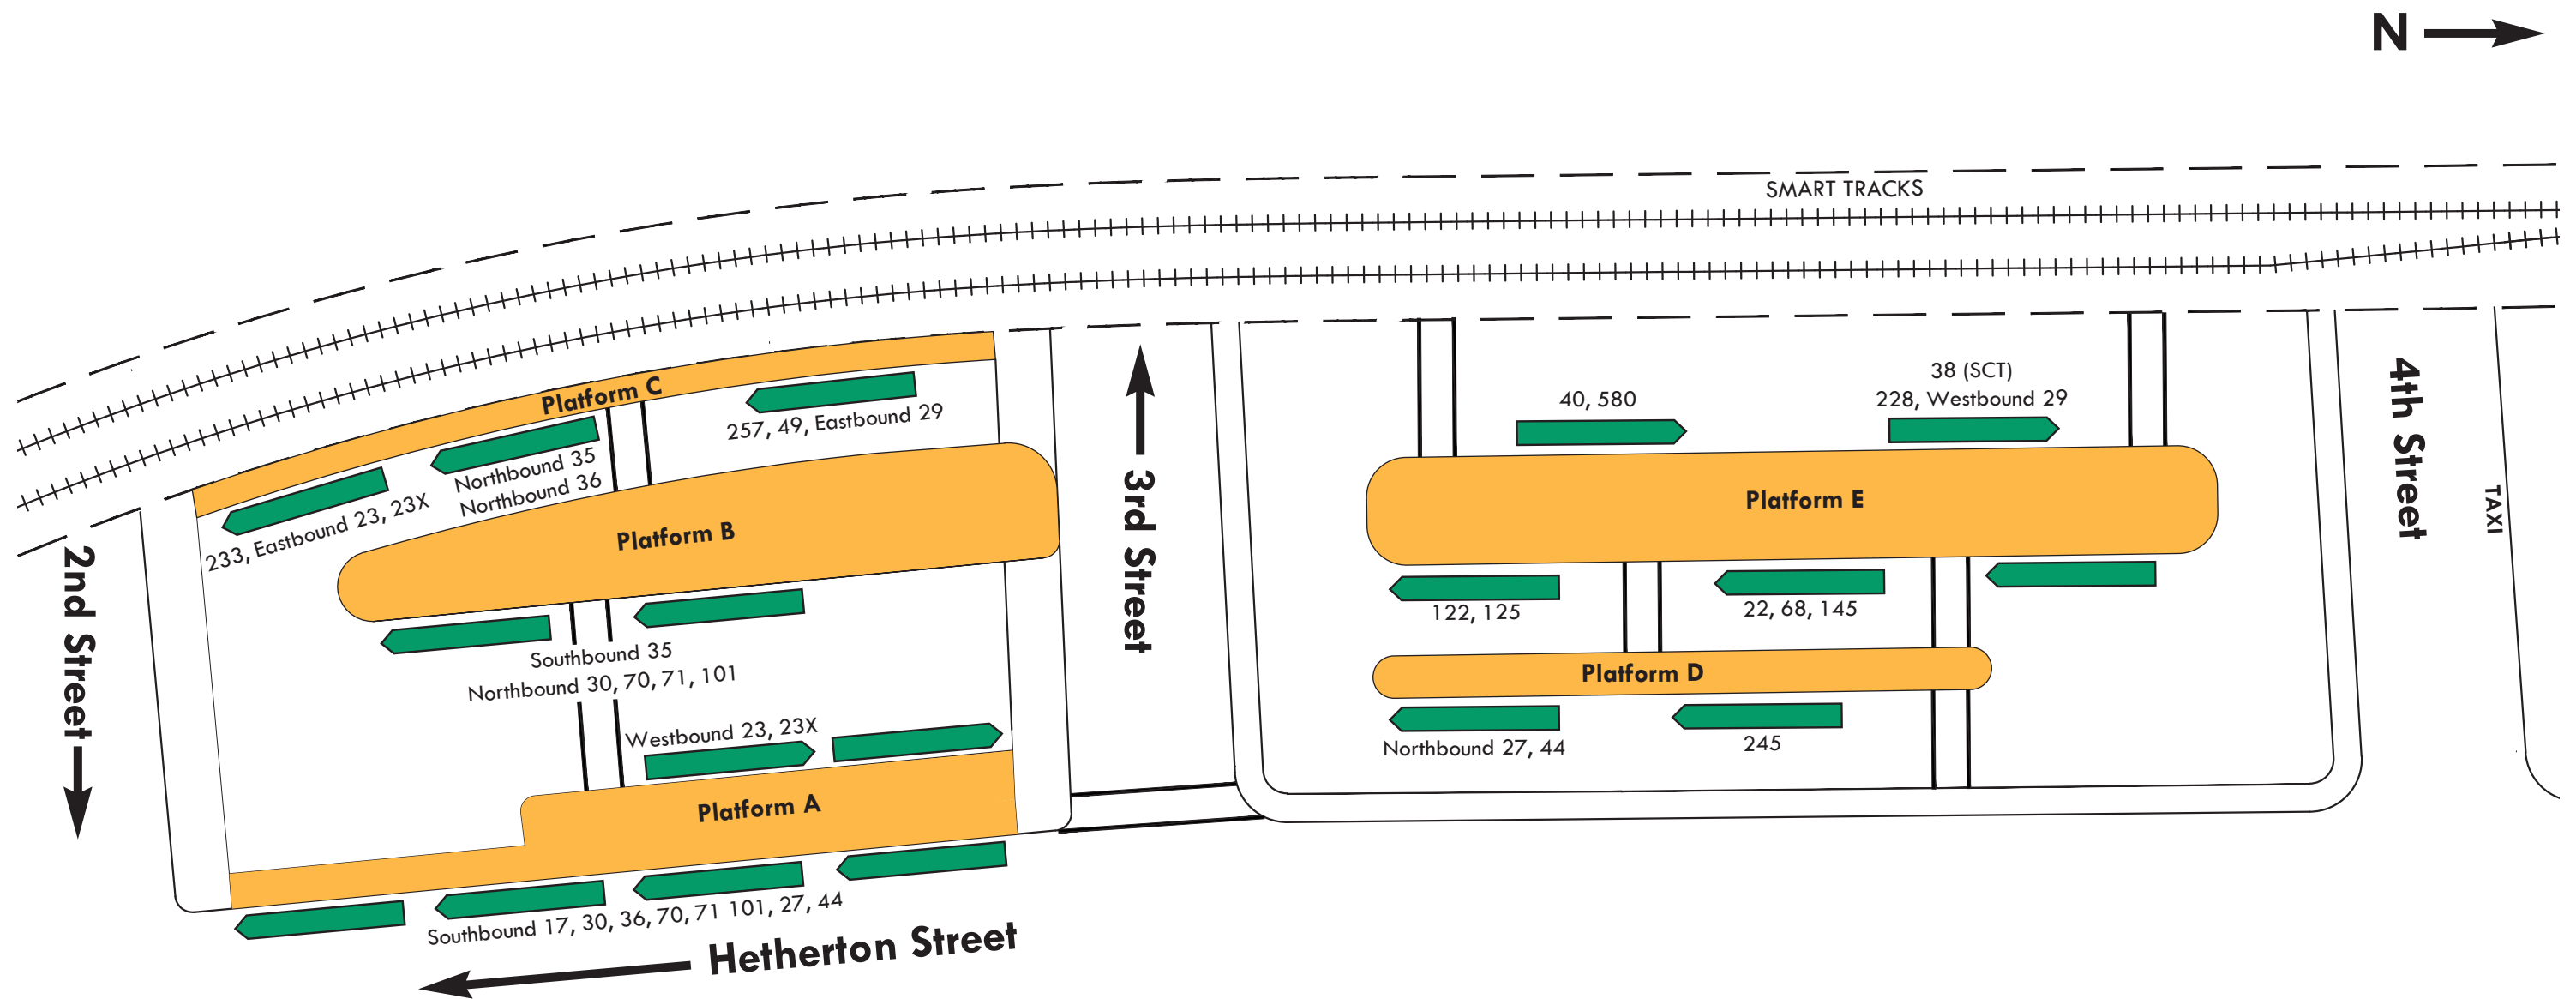 N
SMART TRACKS
Platform C
257, 49, Eastbound 29
Northbound 35
Northbound 36
233, Eastbound 23, 23X
Platform B
Southbound 35
Northbound 30, 70, 71, 101
Westbound 23, 23X
Platform A
Southbound 17, 30, 36, 70, 71 101, 27, 44
Hetherton Street
2nd Street
3rd Street
40, 580
38 (SCT)
228, Westbound 29
Platform E
122, 125
22, 68, 145
Platform D
Northbound 27, 44
245
4th Street
TAXI